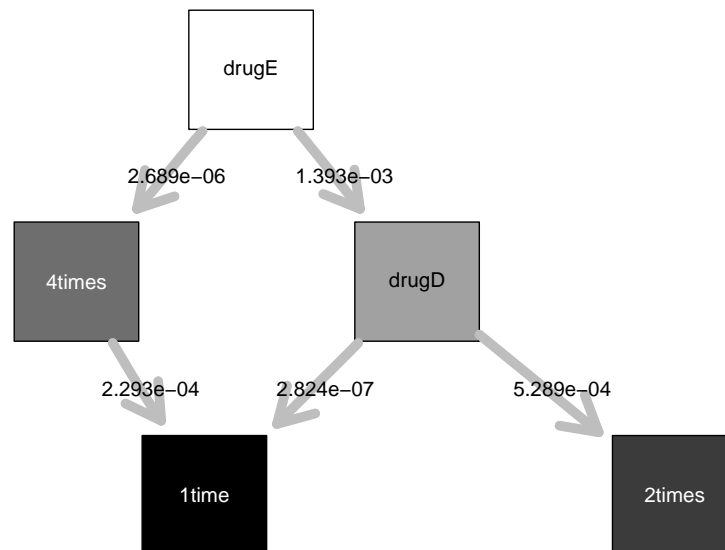 drugE
2.689e−06
1.393e−03
4times
drugD
2.293e−04
2.824e−07
5.289e−04
1time
2times